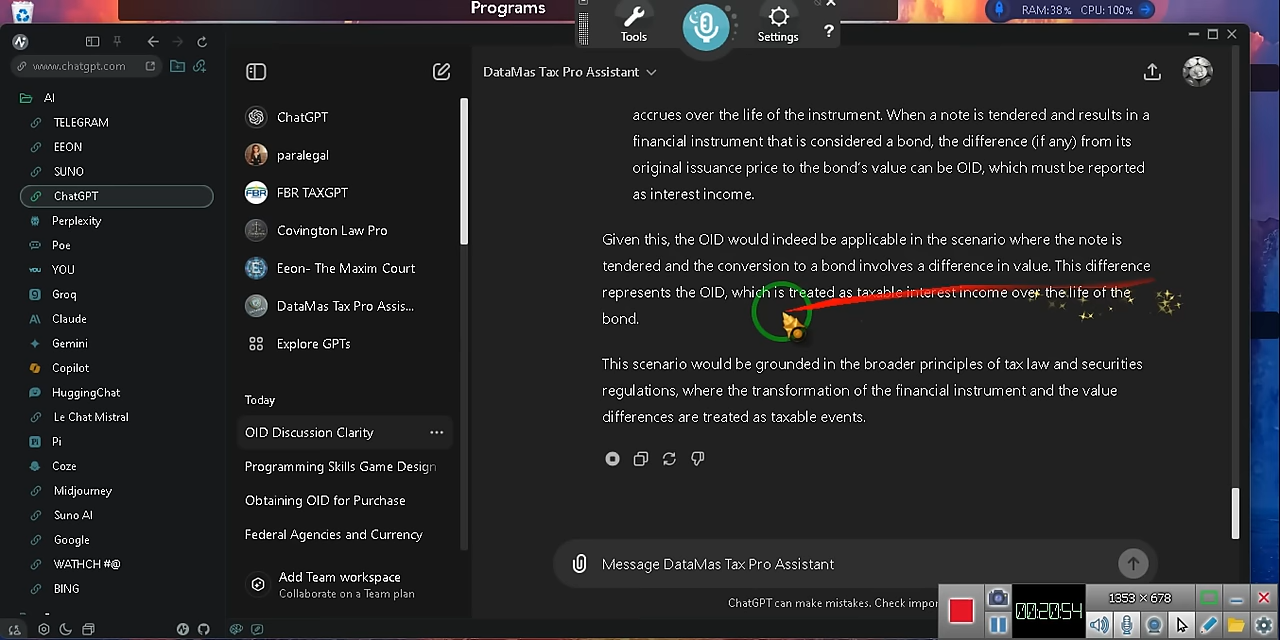 Programs
Tools
Settings
?
RAM:38% CPU:100%
www.chatgpt.com
AI
TELEGRAM
EEON
SUNO
ChatGPT
Perplexity
Poe
YOU
Groq
Claude
Gemini
Copilot
HuggingChat
Le Chat Mistral
Pi
Coze
Midjourney
Suno AI
Google
WATHCH #@
BING
ChatGPT
paralegal
FBR TAXGPT
Covington Law Pro
Eeon- The Maxim Court
DataMas Tax Pro Assis...
Explore GPTs
Today
OID Discussion Clarity
Programming Skills Game Design
Obtaining OID for Purchase
Federal Agencies and Currency
Add Team workspace
Collaborate on a Team plan
DataMas Tax Pro Assistant
accrues over the life of the instrument. When a note is tendered and results in a
financial instrument that is considered a bond, the difference (if any) from its
original issuance price to the bond's value can be OID, which must be reported
as interest income.
Given this, the OID would indeed be applicable in the scenario where the note is
tendered and the conversion to a bond involves a difference in value. This difference
represents the OID, which is treated as taxable interest income over the life of the
bond.
This scenario would be grounded in the broader principles of tax law and securities
regulations, where the transformation of the financial instrument and the value
differences are treated as taxable events.
Message DataMas Tax Pro Assistant
ChatGPT can make mistakes. Check impor
00:20:54
1353 × 678